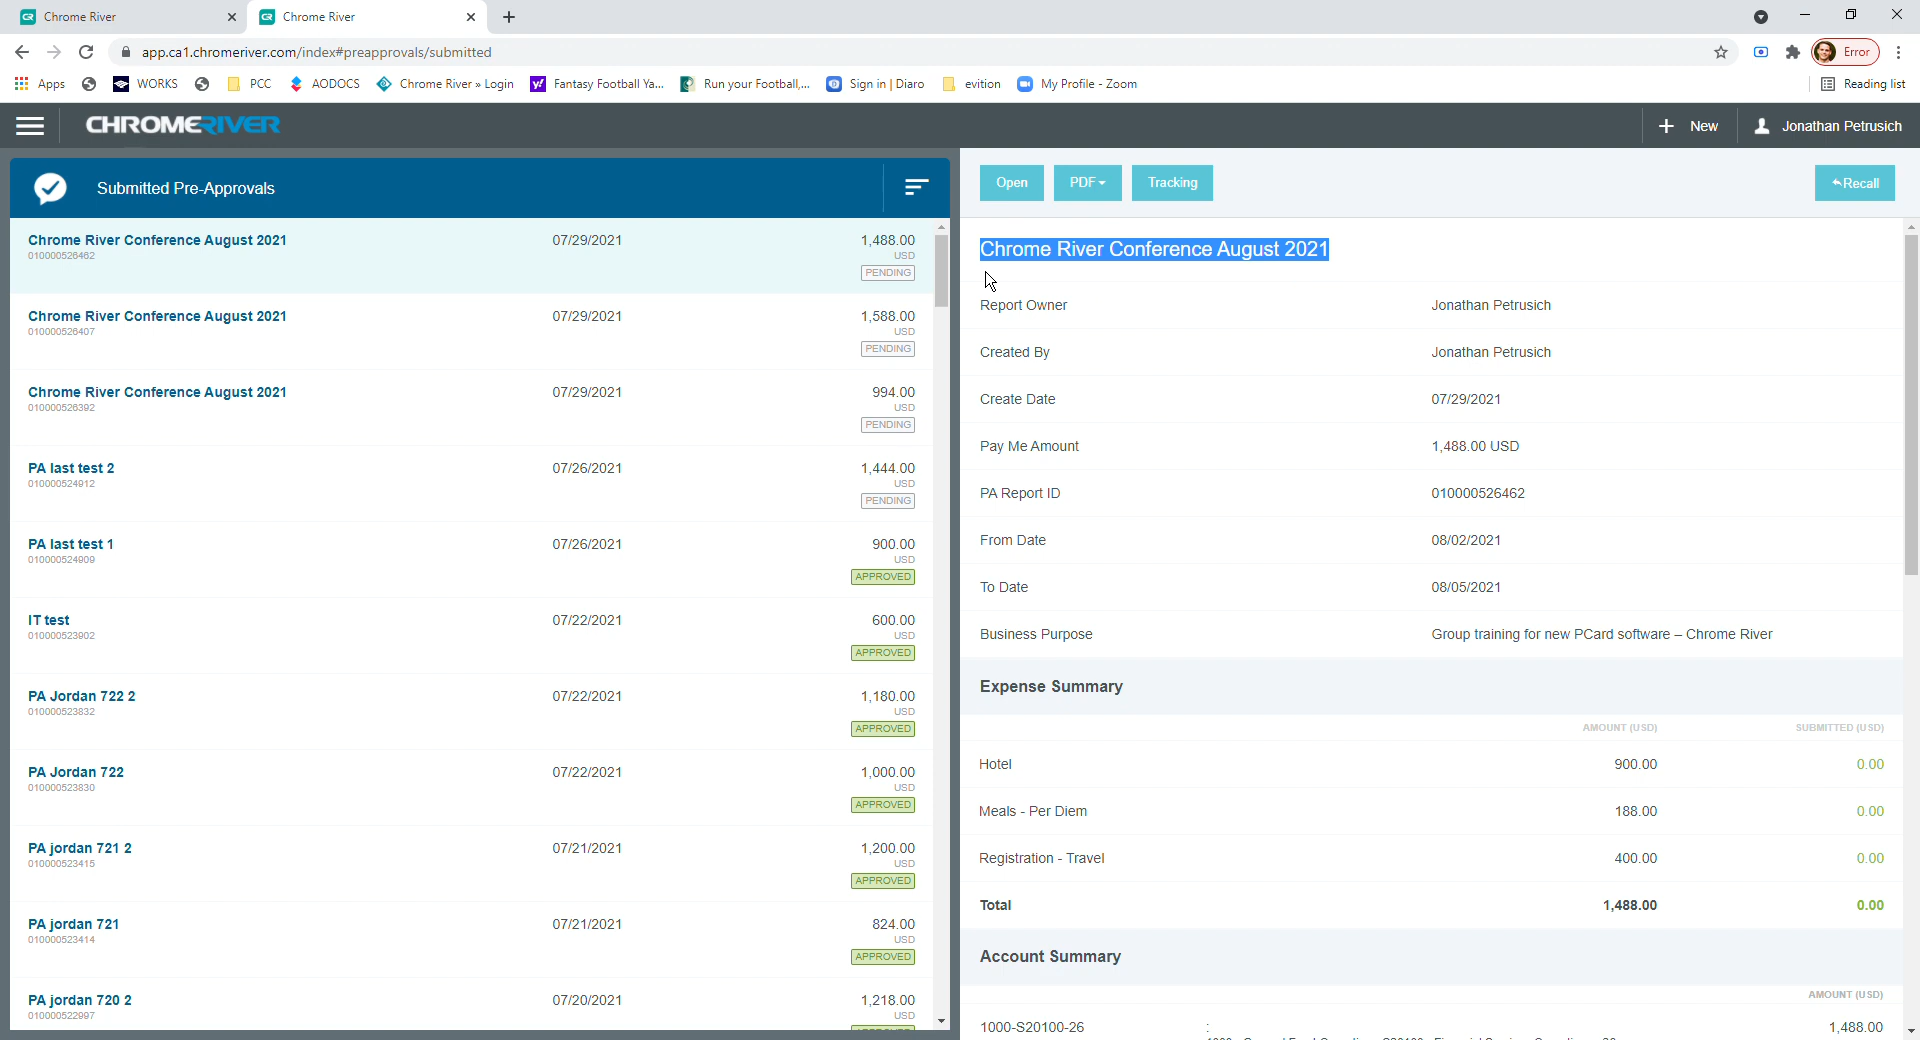 Chrome River
Chrome River
app.ca1.chromeriver.com/index#preapprovals/submitted
Error
Apps
WORKS
PCC
AODOCS
Chrome River » Login
Fantasy Football Ya...
Run your Football,...
Sign in | Diaro
evition
My Profile - Zoom
Reading list
CHROMERIVER
New
Jonathan Petrusich
Submitted Pre-Approvals
Chrome River Conference August 2021 07/29/2021 1,488.00
010000526462 USD
PENDING
Chrome River Conference August 2021 07/29/2021 1,588.00
010000526407 USD
PENDING
Chrome River Conference August 2021 07/29/2021 994.00
010000526392 USD
PENDING
PA last test 2 07/26/2021 1,444.00
010000524912 USD
PENDING
PA last test 1 07/26/2021 900.00
010000524909 USD
APPROVED
IT test 07/22/2021 600.00
010000523902 USD
APPROVED
PA Jordan 722 2 07/22/2021 1,180.00
010000523832 USD
APPROVED
PA Jordan 722 07/22/2021 1,000.00
010000523830 USD
APPROVED
PA jordan 721 2 07/21/2021 1,200.00
010000523415 USD
APPROVED
PA jordan 721 07/21/2021 824.00
010000523414 USD
APPROVED
PA jordan 720 2 07/20/2021 1,218.00
010000522997 USD
Open PDF Tracking Recall
Chrome River Conference August 2021
Report Owner Jonathan Petrusich
Created By Jonathan Petrusich
Create Date 07/29/2021
Pay Me Amount 1,488.00 USD
PA Report ID 010000526462
From Date 08/02/2021
To Date 08/05/2021
Business Purpose Group training for new PCard software – Chrome River
Expense Summary
AMOUNT (USD) SUBMITTED (USD)
Hotel 900.00 0.00
Meals - Per Diem 188.00 0.00
Registration - Travel 400.00 0.00
Total 1,488.00 0.00
Account Summary
AMOUNT (USD)
1000-S20100-26 : 1,488.00